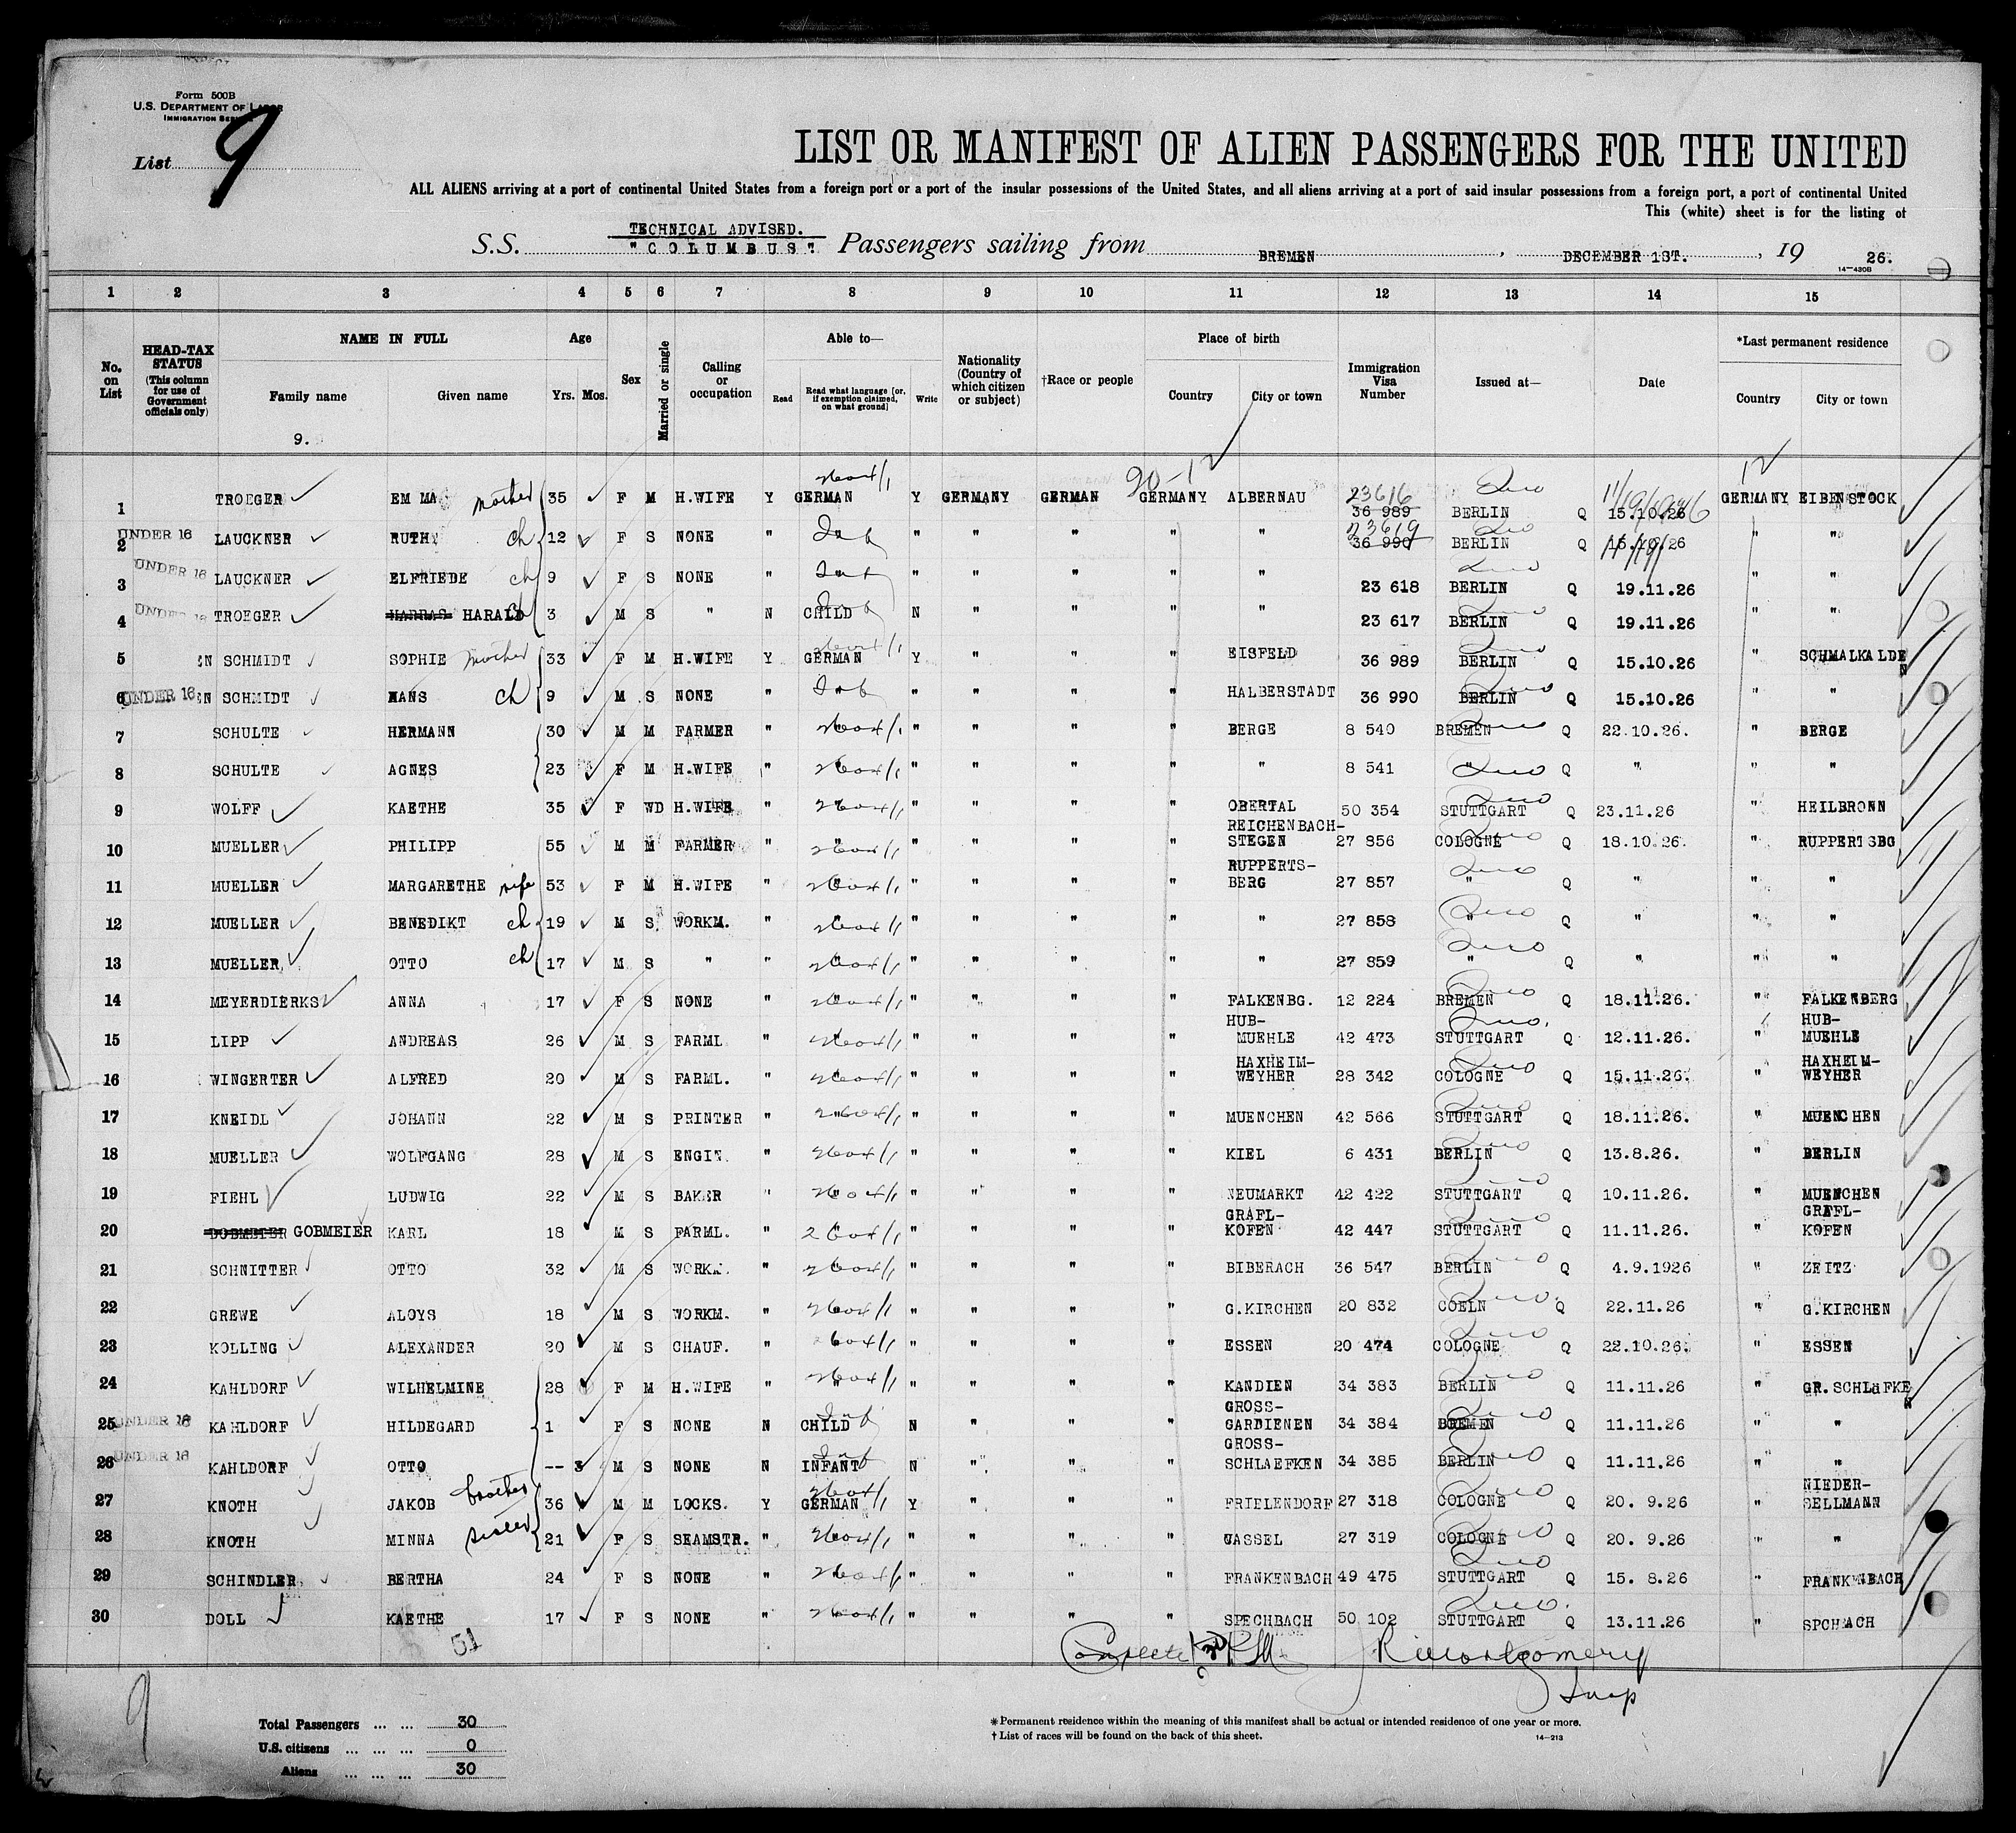 Form 500B
U.S. DEPARTMENT OF LABOR
IMMIGRATION SERVICE
List 9
LIST OR MANIFEST OF ALIEN PASSENGERS FOR THE UNITED
ALL ALIENS arriving at a port of continental United States from a foreign port or a port of the insular possessions of the United States, and all aliens arriving at a port of said insular possessions from a foreign port, a port of continental United
This (white) sheet is for the listing of
TECHNICAL ADVISED.
S.S. "COLUMBUS" Passengers sailing from BREMEN , DECEMBER 1ST. , 19 26.
14-430B
1 2 3 4 5 6 7 8 9 10 11 12 13 14 15
No. on List HEAD-TAX STATUS (This column for use of Government officials only) NAME IN FULL Family name Given name Age Yrs. Mos. Sex Married or single Calling or occupation Able to— Read Read what language [or, if exemption claimed, on what ground] Write Nationality (Country of which citizen or subject) †Race or people Place of birth Country City or town Immigration Visa Number Issued at— Date *Last permanent residence Country City or town
9.
90-1 12
1 TROEGER EMMA mother 35 F M H.WIFE Y GERMAN Y GERMANY GERMAN GERMANY ALBERNAU 23616 36 989 BERLIN Q 15.10.26 GERMANY EIBENSTOCK
UNDER 16 2 LAUCKNER RUTH ch 12 F S NONE " " " " " " 23619 36 990 BERLIN Q 15.10.26 " "
UNDER 16 3 LAUCKNER ELFRIEDE ch 9 F S NONE " " " " " " 23 618 BERLIN Q 19.11.26 " "
UNDER 16 4 TROEGER HARRAS HARALD ch 3 M S " N CHILD N " " " " 23 617 BERLIN Q 19.11.26 " "
5 SCHMIDT SOPHIE mother 33 F M H.WIFE Y GERMAN Y " " " EISFELD 36 989 BERLIN Q 15.10.26 " SCHMALKALDEN
UNDER 16 6 SCHMIDT HANS ch 9 M S NONE " " " " " HALBERSTADT 36 990 BERLIN Q 15.10.26 " "
7 SCHULTE HERMANN 30 M M FARMER " " " " " " BERGE 8 540 BREMEN Q 22.10.26. " BERGE
8 SCHULTE AGNES 23 F M H.WIFE " " " " " " " 8 541 " Q " " "
9 WOLFF KAETHE 35 F WD H.WIFE " " " " " " OBERTAL 50 354 STUTTGART Q 23.11.26 " HEILBRONN
10 MUELLER PHILIPP 55 M M FARMER " " " " " " REICHENBACH-STEGEN 27 856 COLOGNE Q 18.10.26. " RUPPERTSBG
11 MUELLER MARGARETHE wife 53 F M H.WIFE " " " " " " RUPPERTS-BERG 27 857 " Q " " "
12 MUELLER BENEDIKT ch 19 M S WORKM. " " " " " " " 27 858 " Q " " "
13 MUELLER OTTO ch 17 M S " " " " " " " " 27 859 " Q " " "
14 MEYERDIERKS ANNA 17 F S NONE " " " " " " FALKENBG. 12 224 BREMEN Q 18.11.26. " FALKENBERG
15 LIPP ANDREAS 26 M S FARML " " " " " " HUB-MUEHLE 42 473 STUTTGART Q 12.11.26. " HUB-MUEHLE
16 WINGERTER ALFRED 20 M S FARML. " " " " " " HAXHEIM-WEYHER 28 342 COLOGNE Q 15.11.26. " HAXHEIM-WEYHER
17 KNEIDL JOHANN 22 M S PRINTER " " " " " " MUENCHEN 42 566 STUTTGART Q 18.11.26. " MUENCHEN
18 MUELLER WOLFGANG 28 M S ENGIN. " " " " " " KIEL 6 431 BERLIN Q 13.8.26. " BERLIN
19 FIEHL LUDWIG 22 M S BAKER " " " " " " NEUMARKT 42 422 STUTTGART Q 10.11.26. " MUENCHEN
20 DOBMEIER GOBMEIER KARL 18 M S FARML. " " " " " GRAFL-KOFEN 42 447 STUTTGART Q 11.11.26. " GRAFL-KOFEN
21 SCHNITTER OTTO 32 M S WORKM. " " " " " " BIBERACH 36 547 BERLIN Q 4.9.1926 " ZEITZ
22 GREWE ALOYS 18 M S WORKM. " " " " " " G.KIRCHEN 20 832 COELN Q 22.11.26 " G.KIRCHEN
23 KOLLING ALEXANDER 20 M S CHAUF. " " " " " " ESSEN 20 474 COLOGNE Q 22.10.26. " ESSEN
24 KAHLDORF WILHELMINE 28 F M H.WIFE " " " " " " KANDIEN 34 383 BERLIN Q 11.11.26 " GR.SCHLÄFKEN
UNDER 16 25 KAHLDORF HILDEGARD 1 F S NONE N CHILD N " " " GROSS-GARDIENEN 34 384 BREMEN Q 11.11.26 " "
UNDER 16 26 KAHLDORF OTTO -- 3 M S NONE N INFANT N " " " GROSS-SCHLAEFKEN 34 385 BERLIN Q 11.11.26 " "
27 KNOTH JAKOB brother 36 M M LOCKS. Y GERMAN Y " " " FRIELENDORF 27 318 COLOGNE Q 20. 9.26 " NIEDER-SELLMANN
28 KNOTH MINNA sister 21 F S SEAMSTR. " " " " " CASSEL 27 319 COLOGNE Q 20. 9.26 " "
29 SCHINDLER BERTHA 24 F S NONE " " " " " FRANKENBACH 49 475 STUTTGART Q 15. 8.26 " FRANKENBACH
30 DOLL KAETHE 17 F S NONE " " " " " SPECHBACH 50 102 STUTTGART Q 13.11.26 " SPCHBACH
51
Complete
R Montgomery
Insp
9
Total Passengers ... ... 30
U.S. citizens ... ... ... 0
Aliens ... ... ... 30
*Permanent residence within the meaning of this manifest shall be actual or intended residence of one year or more.
†List of races will be found on the back of this sheet.
14-213